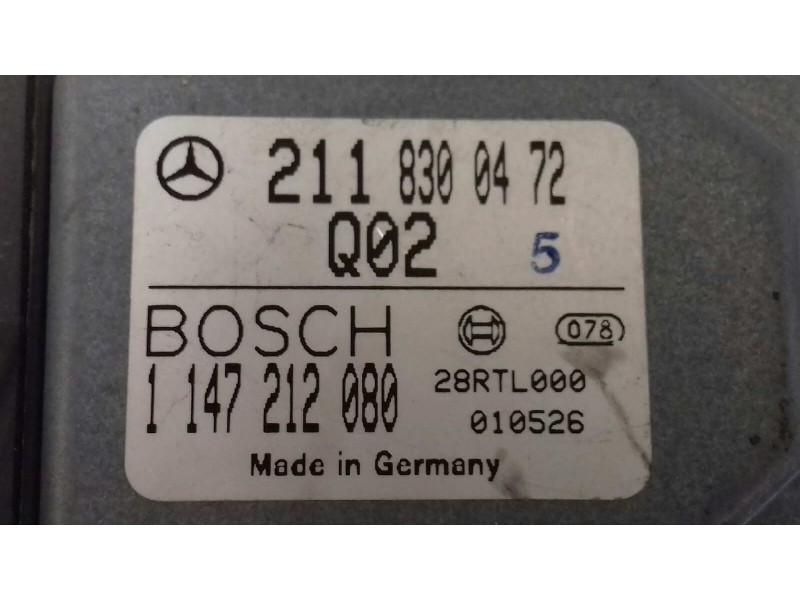 211 830 04 72
Q02 5
BOSCH 078
1 147 212 080 28RTL000
010526
Made in Germany